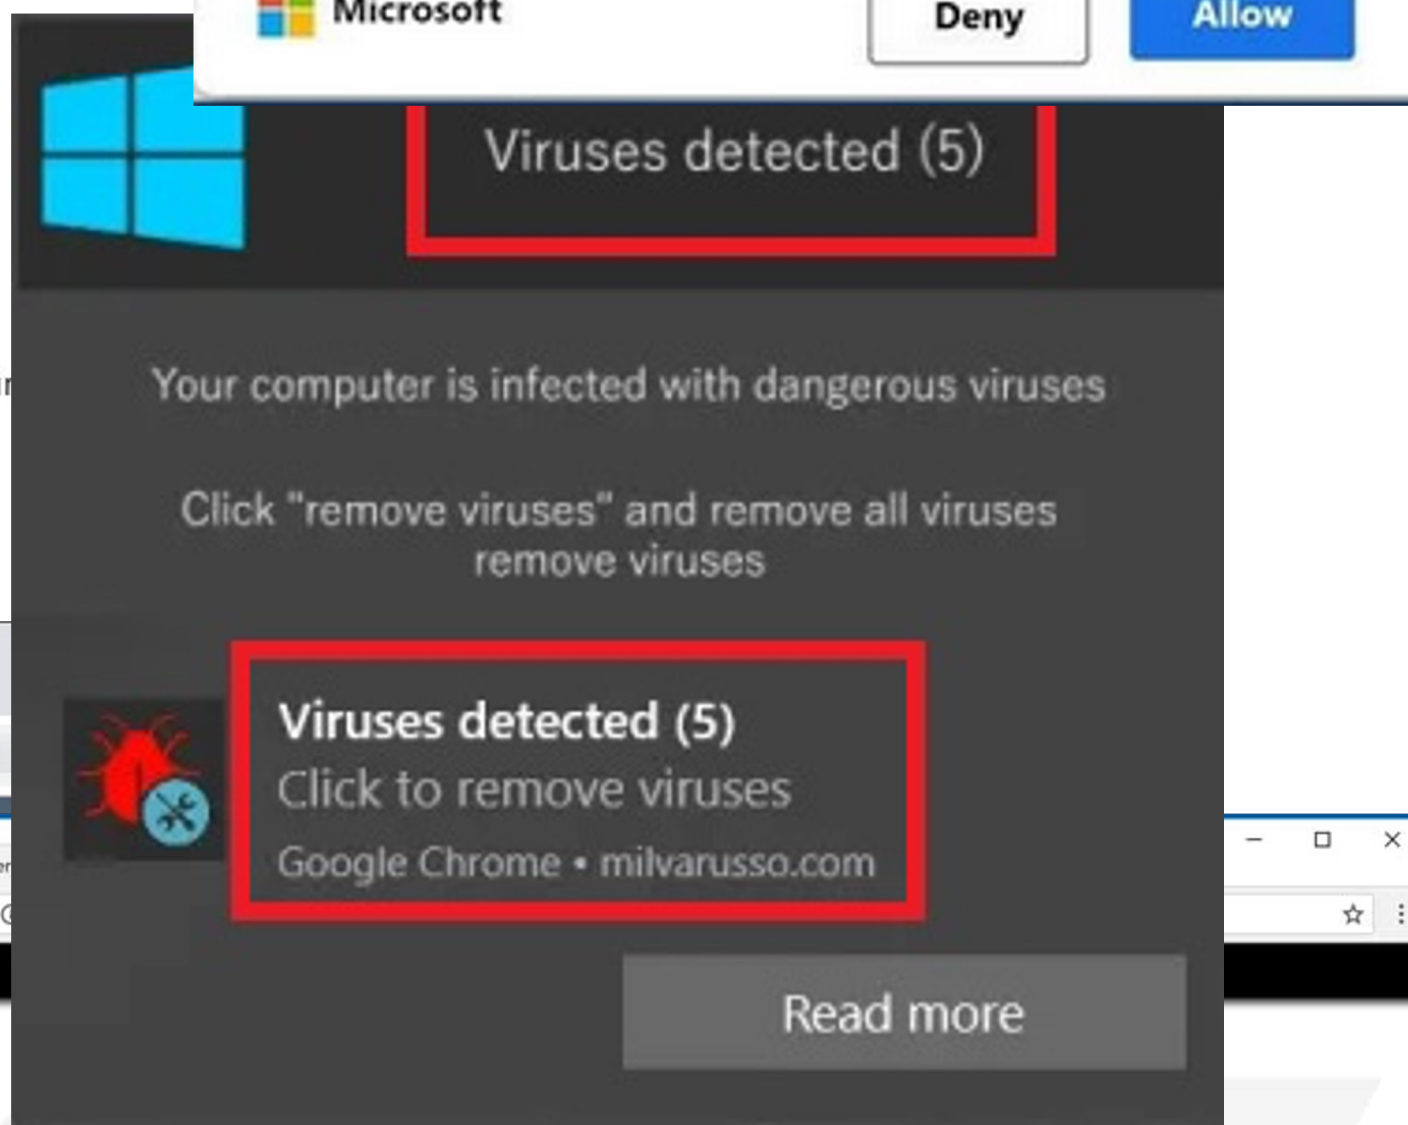 Microsoft
Deny
Allow
Viruses detected (5)
Your computer is infected with dangerous viruses
Click "remove viruses" and remove all viruses
remove viruses
Viruses detected (5)
Click to remove viruses
Google Chrome • milvarusso.com
Read more